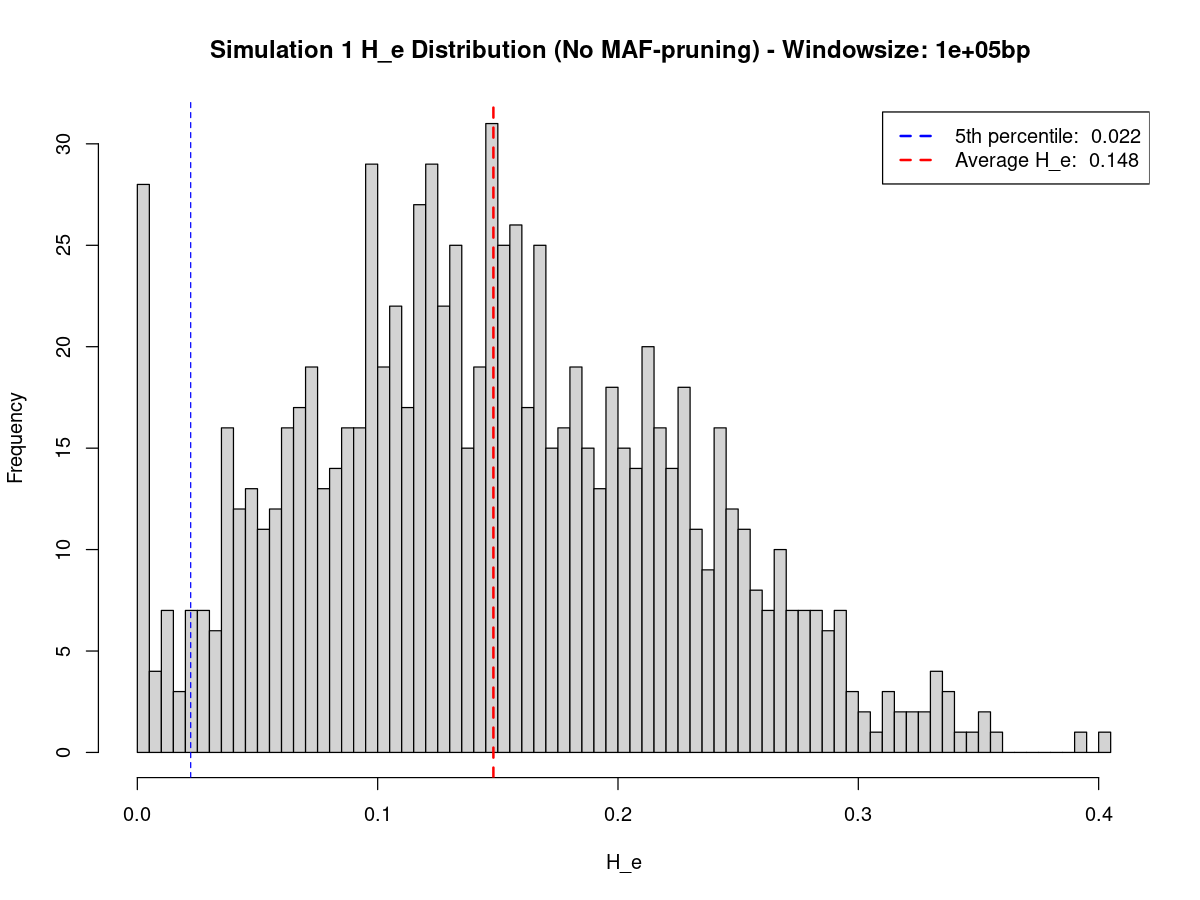 Simulation 1 H_e Distribution (No MAF-pruning) - Windowsize: 1e+05bp
5th percentile: 0.022
Average H_e: 0.148
Frequency
30
25
20
15
10
5
0
0.0 0.1 0.2 0.3 0.4
H_e